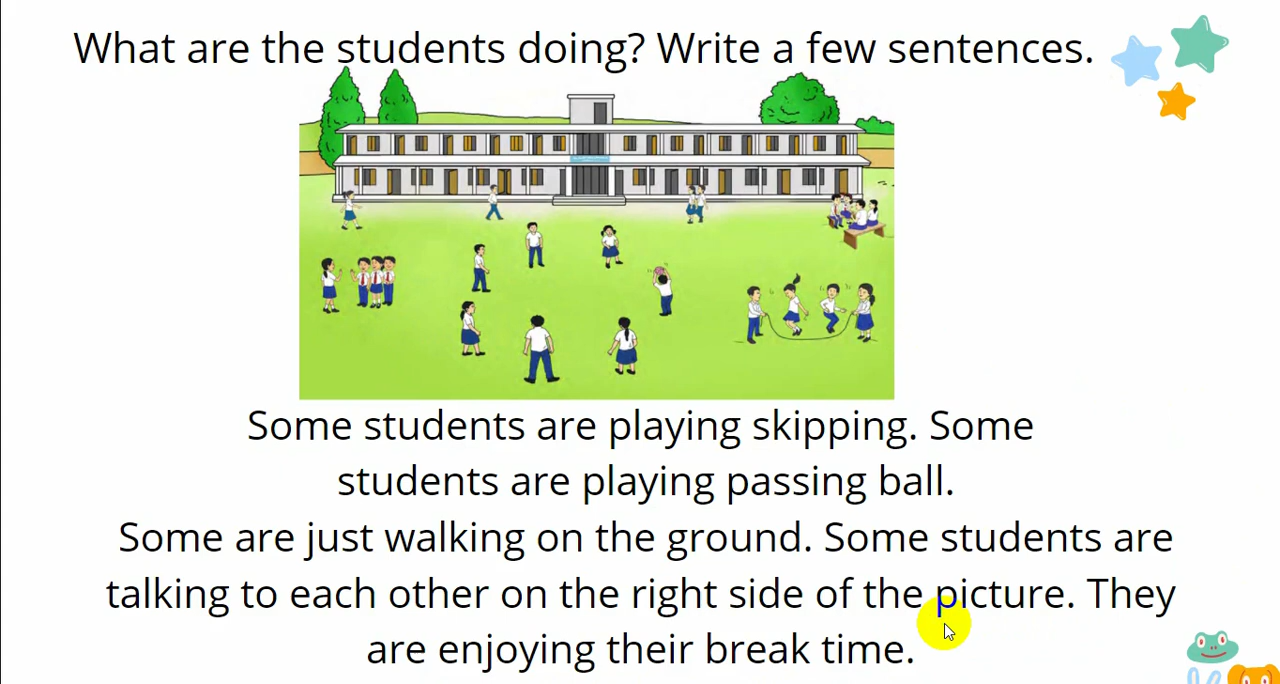 What are the students doing? Write a few sentences.
Some students are playing skipping. Some
students are playing passing ball.
Some are just walking on the ground. Some students are
talking to each other on the right side of the picture. They
are enjoying their break time.